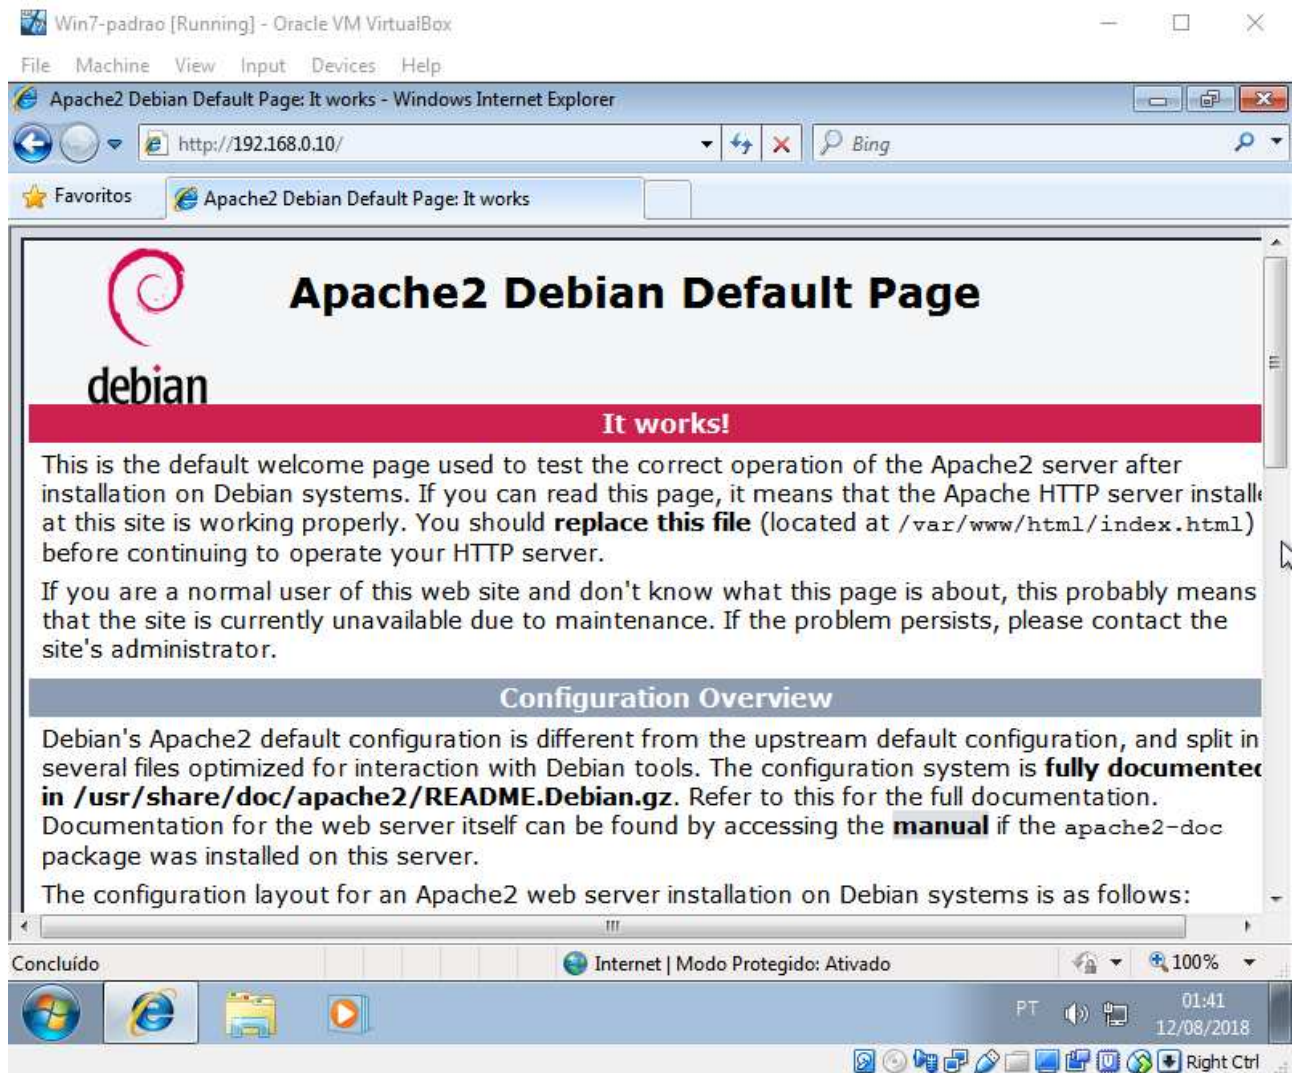 Win7-padrao [Running] - Oracle VM VirtualBox
File Machine View Input Devices Help
Apache2 Debian Default Page: It works - Windows Internet Explorer
http://192.168.0.10/
Bing
Favoritos
Apache2 Debian Default Page: It works
debian
Apache2 Debian Default Page
It works!
This is the default welcome page used to test the correct operation of the Apache2 server after
installation on Debian systems. If you can read this page, it means that the Apache HTTP server installe
at this site is working properly. You should replace this file (located at /var/www/html/index.html)
before continuing to operate your HTTP server.
If you are a normal user of this web site and don't know what this page is about, this probably means
that the site is currently unavailable due to maintenance. If the problem persists, please contact the
site's administrator.
Configuration Overview
Debian's Apache2 default configuration is different from the upstream default configuration, and split in
several files optimized for interaction with Debian tools. The configuration system is fully documented
in /usr/share/doc/apache2/README.Debian.gz. Refer to this for the full documentation.
Documentation for the web server itself can be found by accessing the manual if the apache2-doc
package was installed on this server.
The configuration layout for an Apache2 web server installation on Debian systems is as follows:
Concluído
Internet | Modo Protegido: Ativado
100%
PT
01:41
12/08/2018
Right Ctrl